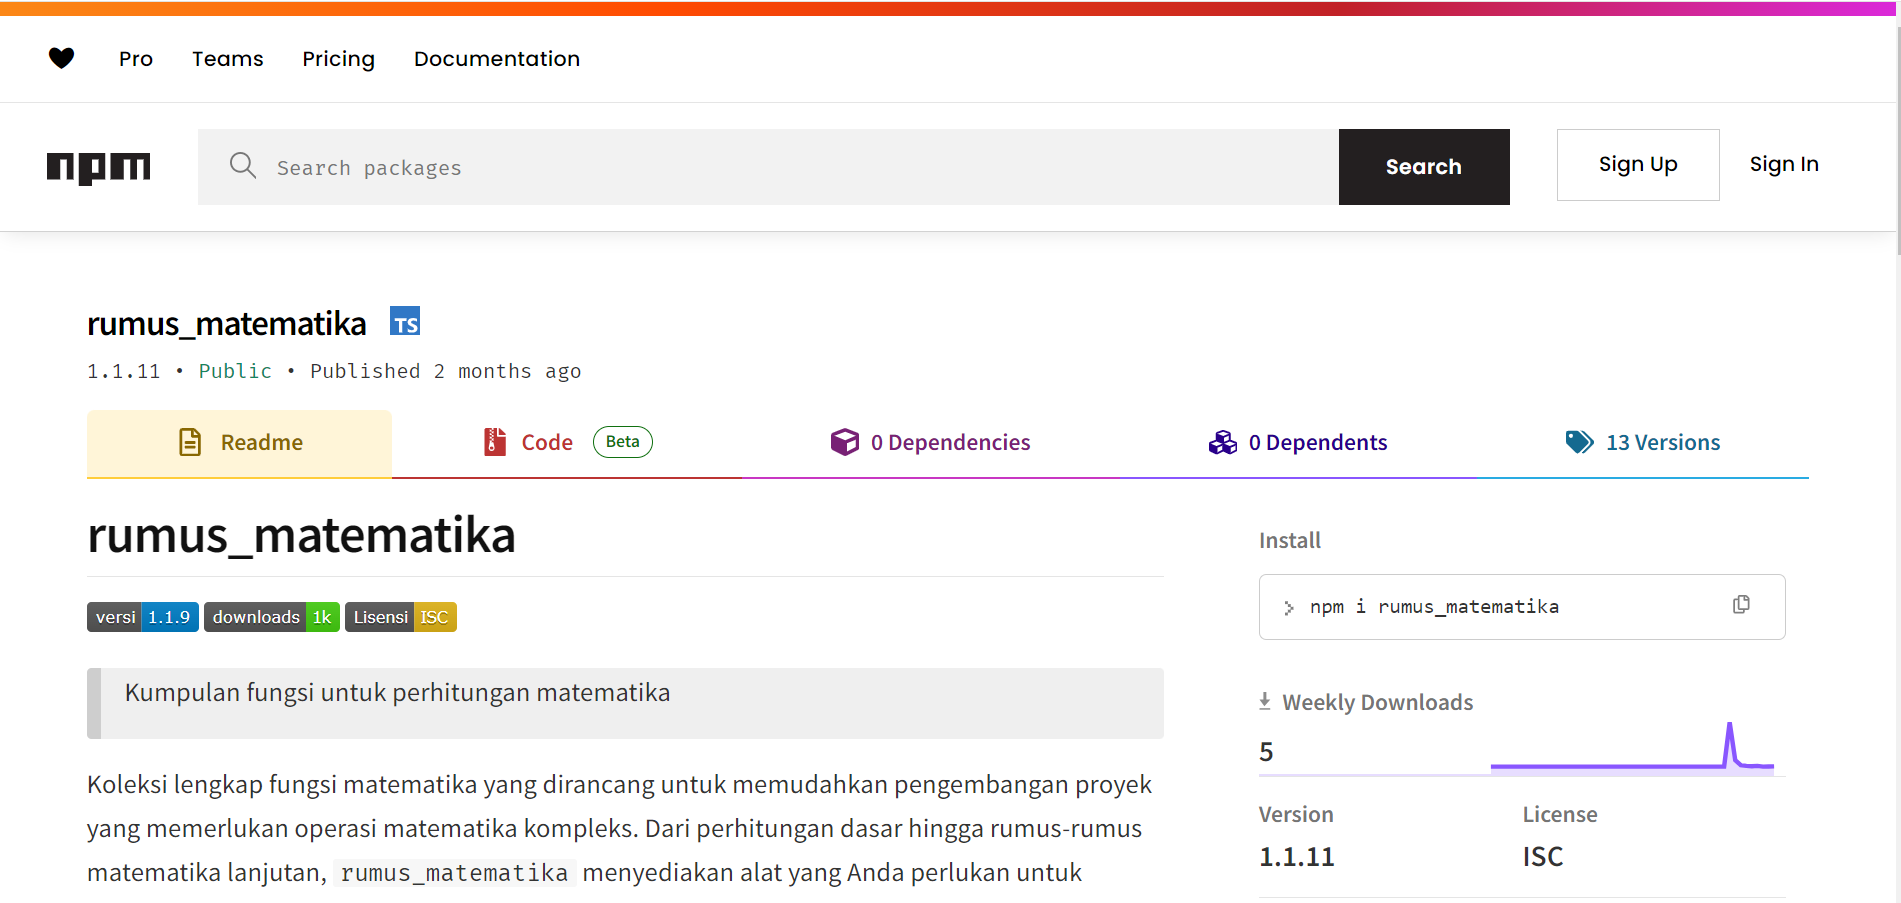 Pro Teams Pricing Documentation
npm Search packages Search Sign Up Sign In
rumus_matematika TS
1.1.11 • Public • Published 2 months ago
Readme Code Beta 0 Dependencies 0 Dependents 13 Versions
rumus_matematika
versi 1.1.9 downloads 1k Lisensi ISC
Kumpulan fungsi untuk perhitungan matematika
Koleksi lengkap fungsi matematika yang dirancang untuk memudahkan pengembangan proyek
yang memerlukan operasi matematika kompleks. Dari perhitungan dasar hingga rumus-rumus
matematika lanjutan, rumus_matematika menyediakan alat yang Anda perlukan untuk
Install
> npm i rumus_matematika
Weekly Downloads
5
Version License
1.1.11 ISC